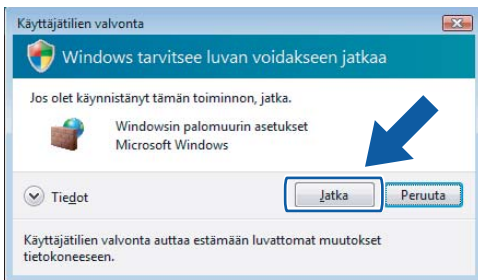 Käyttäjätilien valvonta
Windows tarvitsee luvan voidakseen jatkaa
Jos olet käynnistänyt tämän toiminnon, jatka.
Windowsin palomuurin asetukset
Microsoft Windows
Tiedot
Jatka
Peruuta
Käyttäjätilien valvonta auttaa estämään luvattomat muutokset
tietokoneeseen.